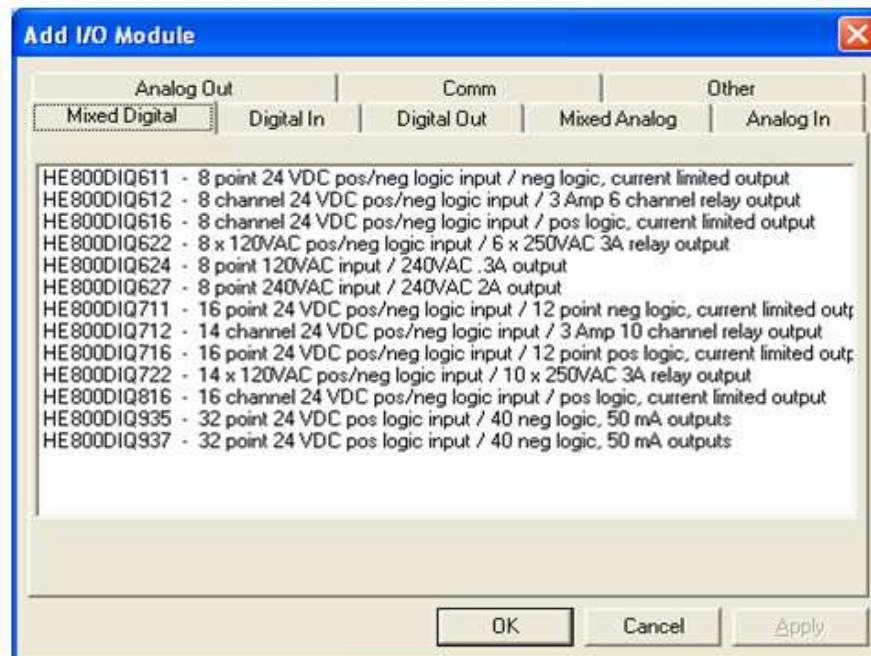 Add I/O Module
Analog Out Comm Other
Mixed Digital Digital In Digital Out Mixed Analog Analog In
HE800DIQ611 - 8 point 24 VDC pos/neg logic input / neg logic, current limited output
HE800DIQ612 - 8 channel 24 VDC pos/neg logic input / 3 Amp 6 channel relay output
HE800DIQ616 - 8 channel 24 VDC pos/neg logic input / pos logic, current limited output
HE800DIQ622 - 8 x 120VAC pos/neg logic input / 6 x 250VAC 3A relay output
HE800DIQ624 - 8 point 120VAC input / 240VAC .3A output
HE800DIQ627 - 8 point 240VAC input / 240VAC 2A output
HE800DIQ711 - 16 point 24 VDC pos/neg logic input / 12 point neg logic, current limited outp
HE800DIQ712 - 14 channel 24 VDC pos/neg logic input / 3 Amp 10 channel relay output
HE800DIQ716 - 16 point 24 VDC pos/neg logic input / 12 point pos logic, current limited outp
HE800DIQ722 - 14 x 120VAC pos/neg logic input / 10 x 250VAC 3A relay output
HE800DIQ816 - 16 channel 24 VDC pos/neg logic input / pos logic, current limited output
HE800DIQ935 - 32 point 24 VDC pos logic input / 40 neg logic, 50 mA outputs
HE800DIQ937 - 32 point 24 VDC pos logic input / 40 neg logic, 50 mA outputs
OK Cancel Apply